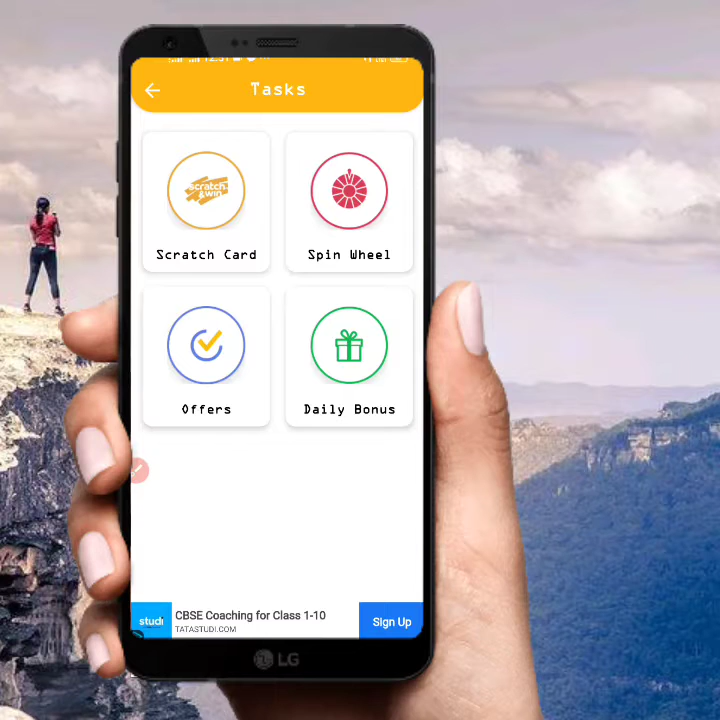 Tasks
scratch
&win
Scratch Card
Spin Wheel
Offers
Daily Bonus
studi
CBSE Coaching for Class 1-10
TATASTUDI.COM
Sign Up
LG